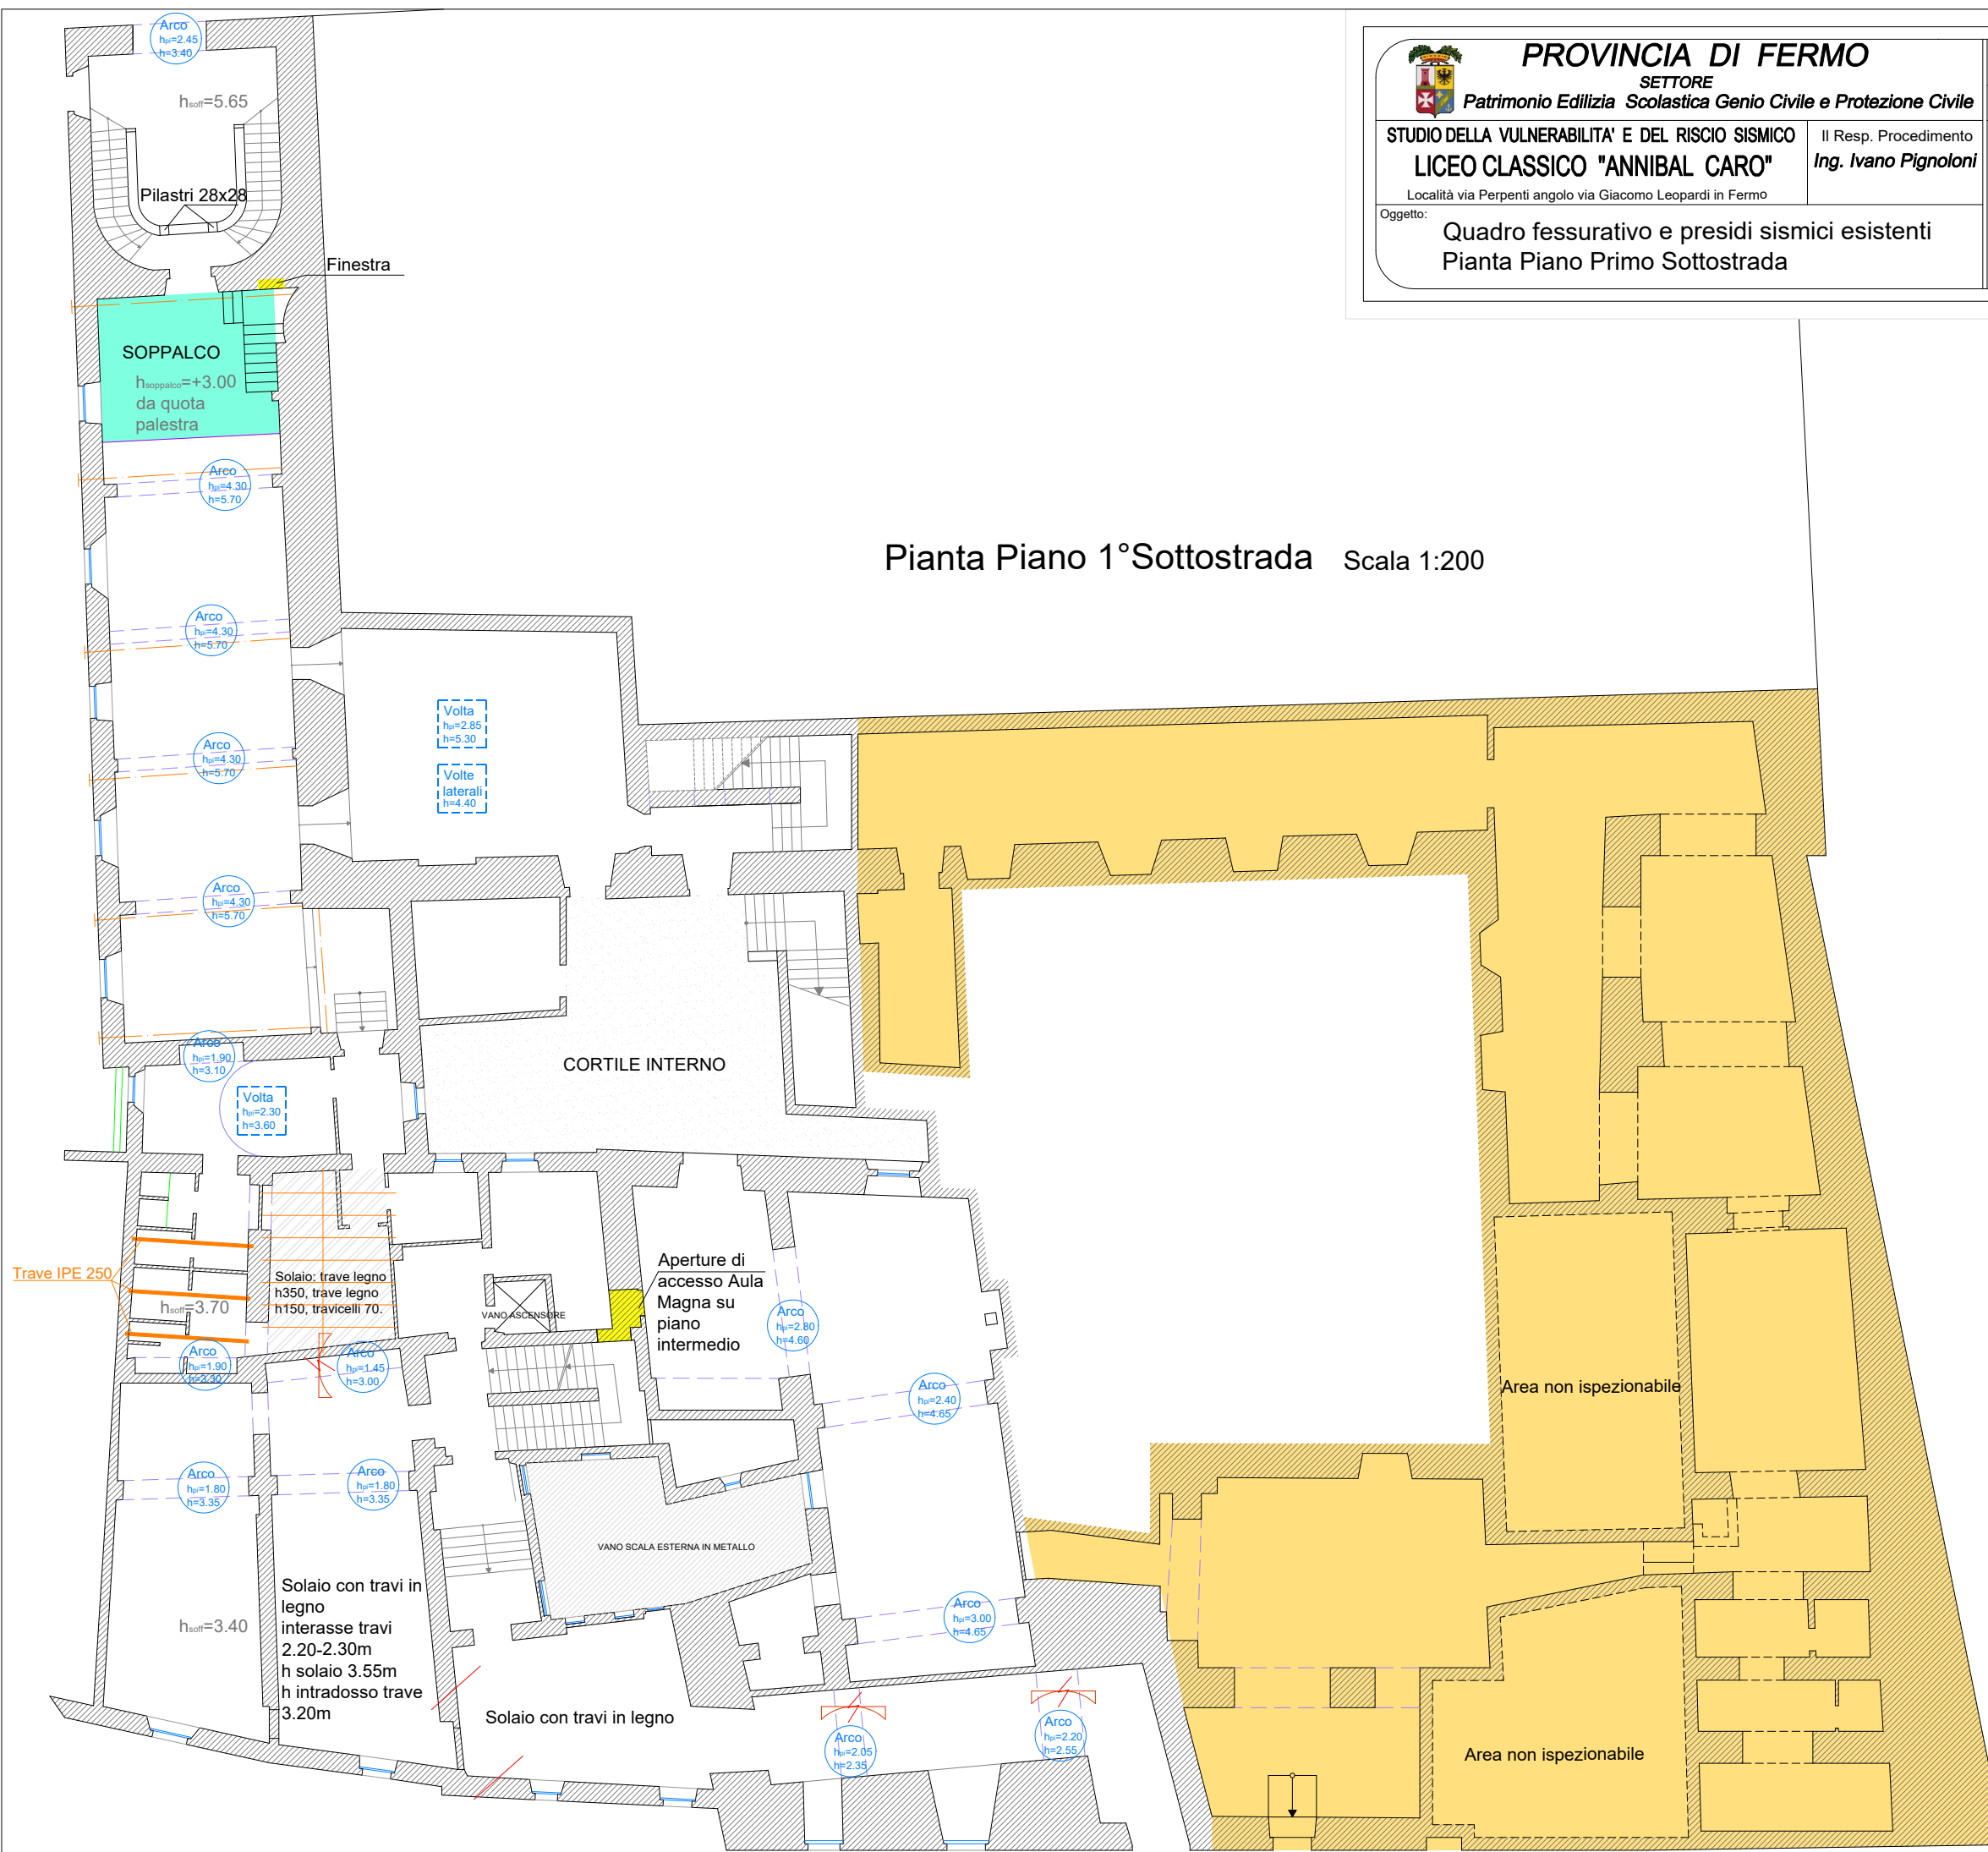 PROVINCIA DI FERMO
SETTORE
Patrimonio Edilizia Scolastica Genio Civile e Protezione Civile
STUDIO DELLA VULNERABILITA' E DEL RISCIO SISMICO
LICEO CLASSICO "ANNIBAL CARO"
Località via Perpenti angolo via Giacomo Leopardi in Fermo
Il Resp. Procedimento
Ing. Ivano Pignoloni
Oggetto:
Quadro fessurativo e presidi sismici esistenti
Pianta Piano Primo Sottostrada
Arco
hpi=2.45
h=3.40
hsoff=5.65
Pilastri 28x28
Finestra
SOPPALCO
hsoppalco=+3.00
da quota
palestra
Arco
hpi=4.30
h=5.70
Pianta Piano 1°Sottostrada Scala 1:200
Arco
hpi=4.30
h=5.70
Volta
hpi=2.85
h=5.30
Volte
laterali
h=4.40
Arco
hpi=4.30
h=5.70
Arco
hpi=4.30
h=5.70
Arco
hpi=1.90
h=3.10
CORTILE INTERNO
Volta
hpi=2.30
h=3.60
Trave IPE 250
hsoff=3.70
Solaio: trave legno
h350, trave legno
h150, travicelli 70.
VANO ASCENSORE
Aperture di
accesso Aula
Magna su
piano
intermedio
Arco
hpi=2.80
h=4.60
Arco
hpi=1.90
h=3.30
Arco
hpi=1.45
h=3.00
Arco
hpi=2.40
h=4.65
Area non ispezionabile
Arco
hpi=1.80
h=3.35
Arco
hpi=1.80
h=3.35
VANO SCALA ESTERNA IN METALLO
hsoff=3.40
Solaio con travi in
legno
interasse travi
2.20-2.30m
h solaio 3.55m
h intradosso trave
3.20m
Arco
hpi=3.00
h=4.65
Solaio con travi in legno
Arco
hpi=2.05
h=2.35
Arco
hpi=2.20
h=2.55
Area non ispezionabile